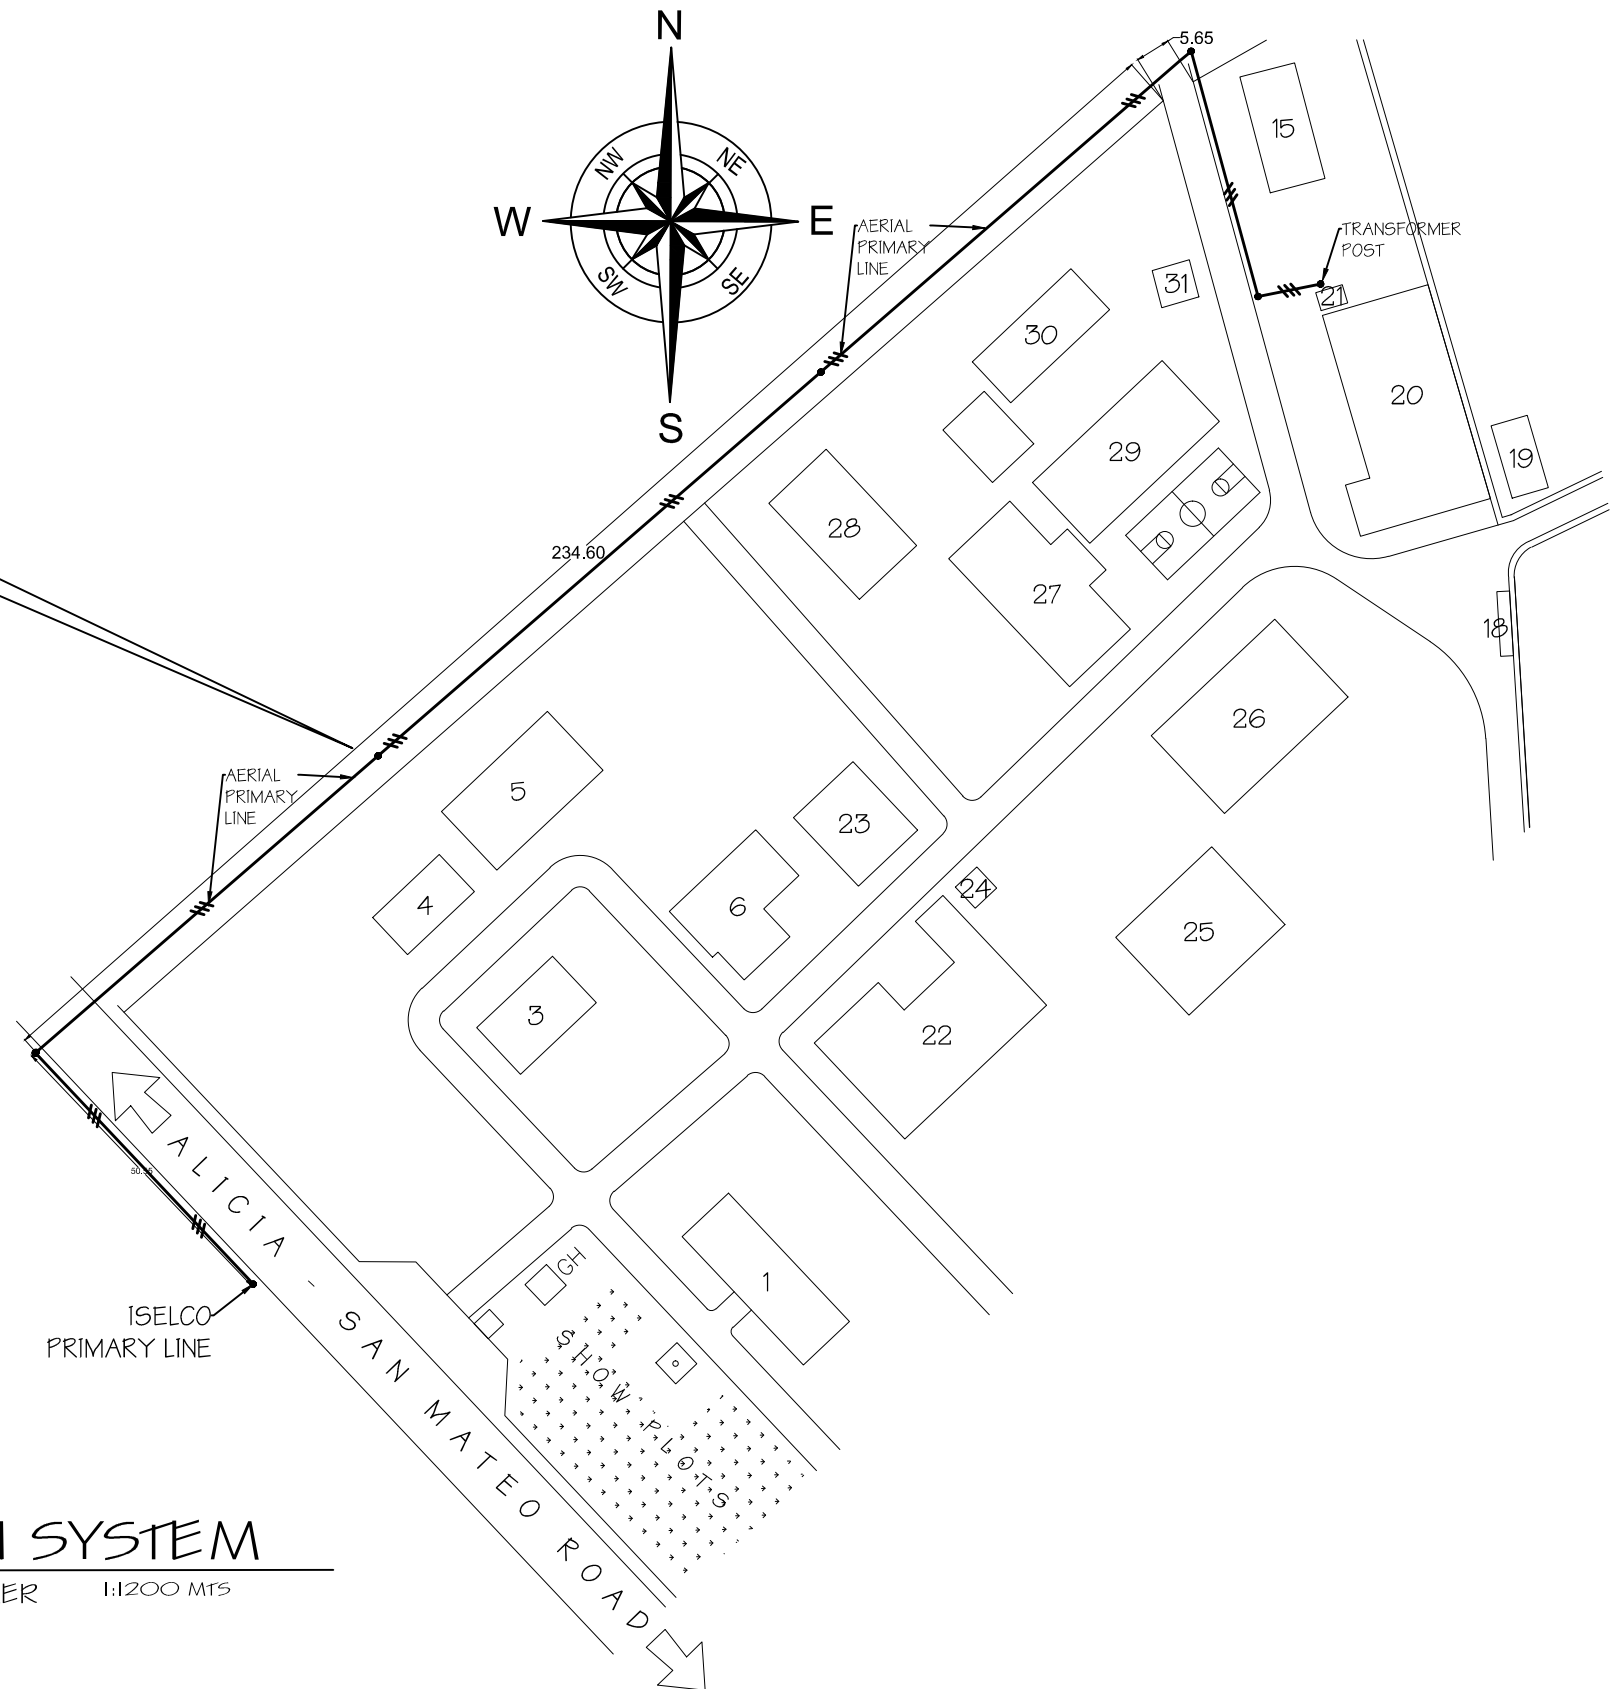 N
5.65
15
NW
NE
W
E
AERIAL
PRIMARY
LINE
TRANSFORMER
POST
SW
SE
31
21
30
20
S
29
19
28
234.60
27
18
26
AERIAL
PRIMARY
LINE
5
23
24
4
6
25
3
22
ALICIA - SAN MATEO ROAD
GH
1
ISELCO
PRIMARY LINE
SHOW PLOTS
SYSTEM
ER 1:1200 MTS